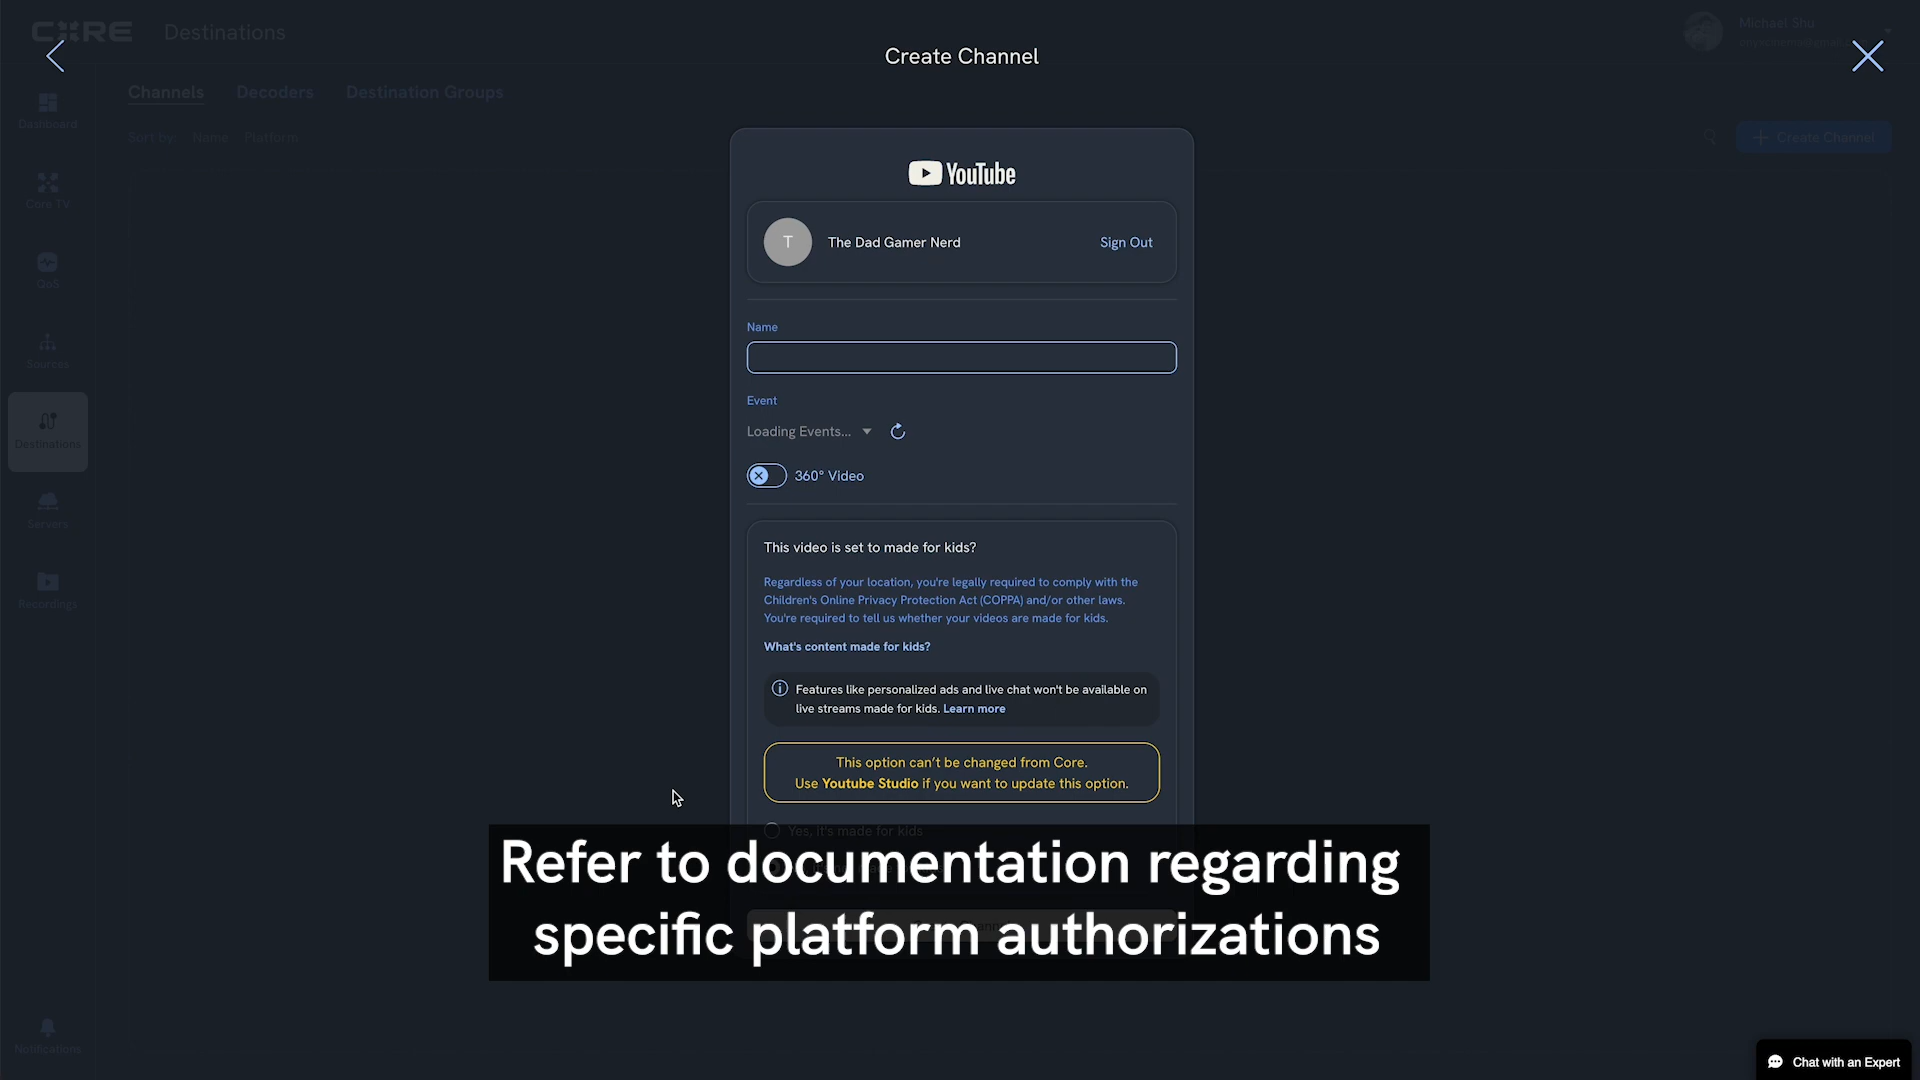 CORE
Destinations
Michael Shu
Create Channel
Channels
Decoders
Destination Groups
Sort by
Name
Platform
+ Create Channel
Dashboard
Core TV
QoS
Sources
Destinations
Servers
Recordings
Notifications
YouTube
T
The Dad Gamer Nerd
Sign Out
Name
Event
Loading Events...
360° Video
This video is set to made for kids?
Regardless of your location, you're legally required to comply with the
Children's Online Privacy Protection Act (COPPA) and/or other laws.
You're required to tell us whether your videos are made for kids.
What's content made for kids?
Features like personalized ads and live chat won't be available on
live streams made for kids. Learn more
This option can't be changed from Core.
Use Youtube Studio if you want to update this option.
Yes, it's made for kids
Refer to documentation regarding
specific platform authorizations
Chat with an Expert